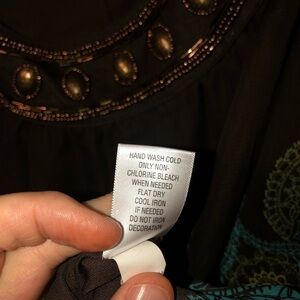 HAND WASH COLD
ONLY NON-
CHLORINE BLEACH
WHEN NEEDED
FLAT DRY
COOL IRON
IF NEEDED
DO NOT IRON
DECORATION